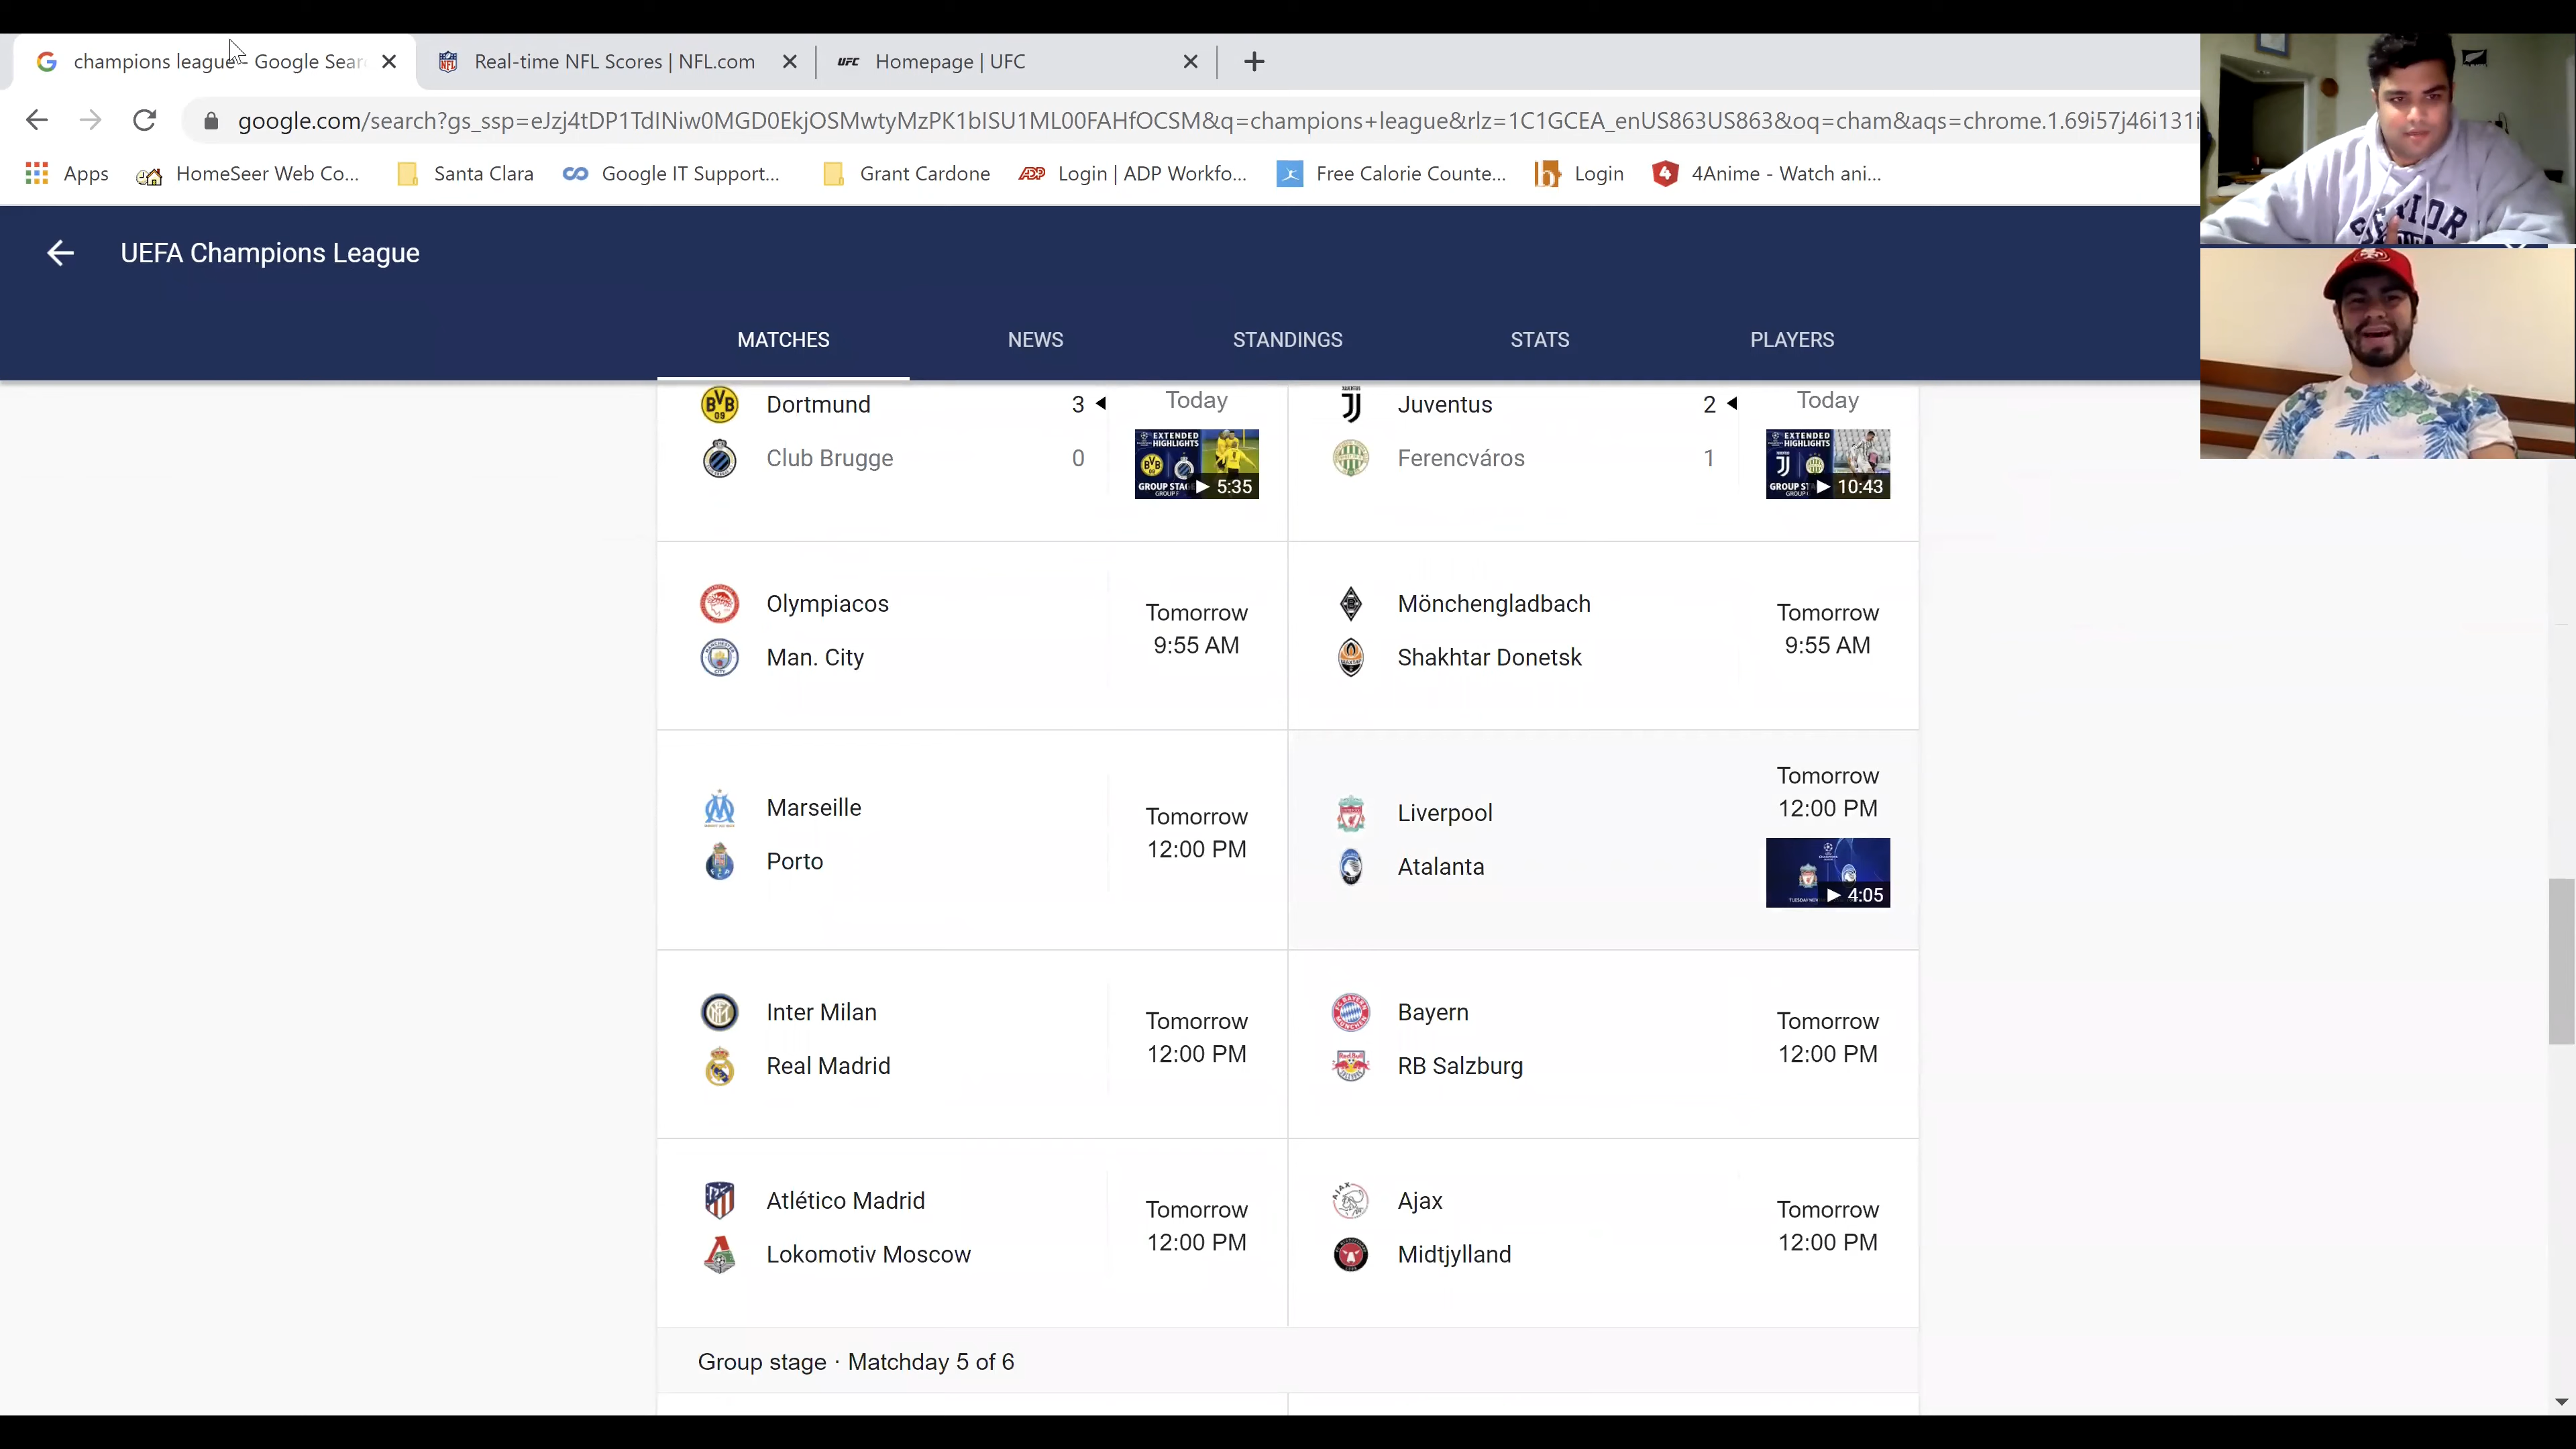 champions league - Google Sear
Real-time NFL Scores | NFL.com
UFC Homepage | UFC
google.com/search?gs_ssp=eJzj4tDP1TdINiw0MGD0EkjOSMwtyMzPK1bISU1ML00FAHfOCSM&q=champions+league&rlz=1C1GCEA_enUS863US863&oq=cham&aqs=chrome.1.69i57j46i131i
Apps
HomeSeer Web Co...
Santa Clara
Google IT Support...
Grant Cardone
ADP Login | ADP Workfo...
Free Calorie Counte...
Login
4Anime - Watch ani...
UEFA Champions League
MATCHES NEWS STANDINGS STATS PLAYERS
Dortmund 3
Today
Club Brugge 0
EXTENDED HIGHLIGHTS
5:35
Juventus 2
Today
Ferencváros 1
EXTENDED HIGHLIGHTS
10:43
Olympiacos
Man. City
Tomorrow
9:55 AM
Mönchengladbach
Shakhtar Donetsk
Tomorrow
9:55 AM
Marseille
Porto
Tomorrow
12:00 PM
Liverpool
Atalanta
Tomorrow
12:00 PM
4:05
Inter Milan
Real Madrid
Tomorrow
12:00 PM
Bayern
RB Salzburg
Tomorrow
12:00 PM
Atlético Madrid
Lokomotiv Moscow
Tomorrow
12:00 PM
Ajax
Midtjylland
Tomorrow
12:00 PM
Group stage · Matchday 5 of 6